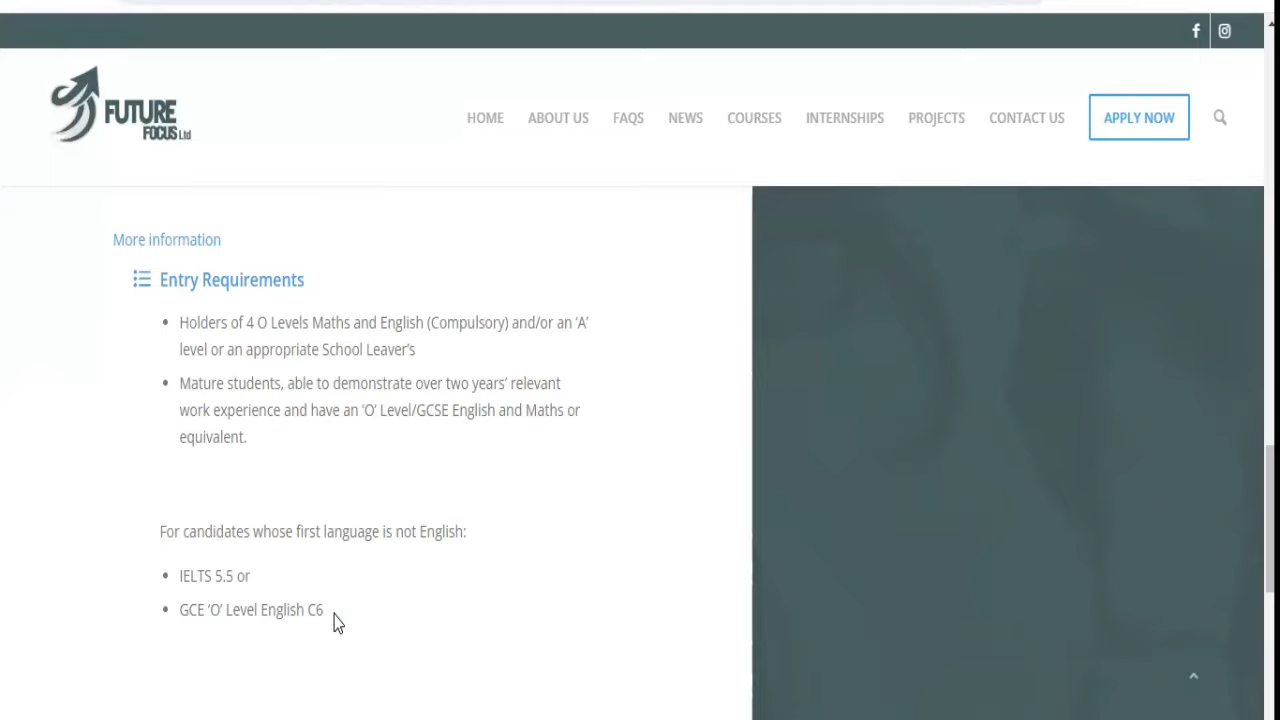 FUTURE
FOCUS Ltd
HOME ABOUT US FAQS NEWS COURSES INTERNSHIPS PROJECTS CONTACT US APPLY NOW
More information
Entry Requirements
• Holders of 4 O Levels Maths and English (Compulsory) and/or an ‘A’
level or an appropriate School Leaver’s
• Mature students, able to demonstrate over two years’ relevant
work experience and have an ‘O’ Level/GCSE English and Maths or
equivalent.
For candidates whose first language is not English:
• IELTS 5.5 or
• GCE ‘O’ Level English C6